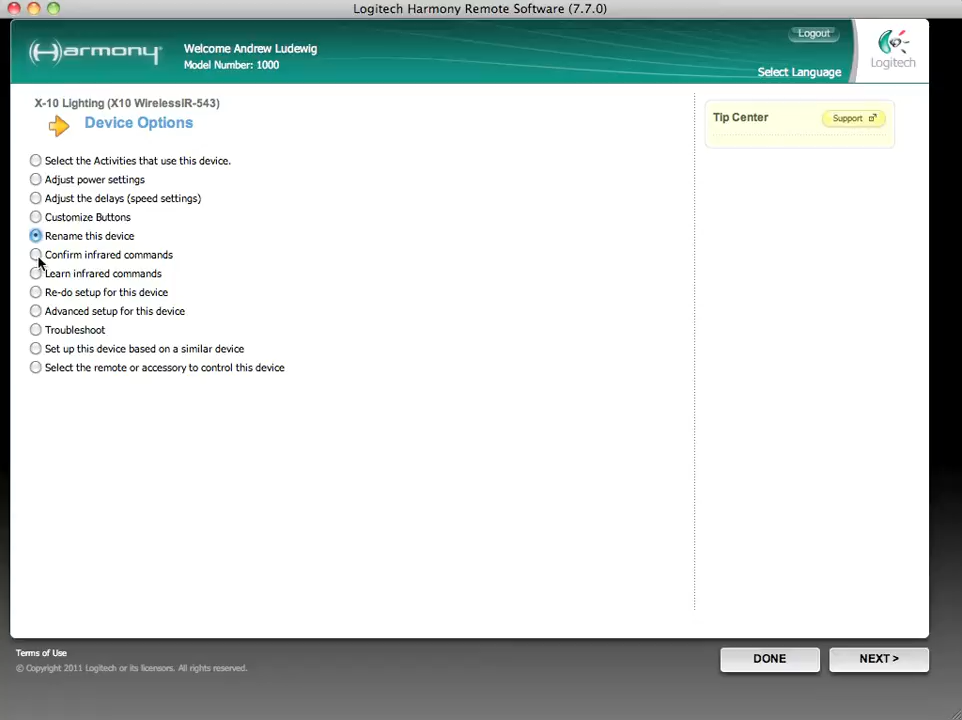 Logitech Harmony Remote Software (7.7.0)
Harmony
Welcome Andrew Ludewig
Model Number: 1000
Logout
Select Language
Logitech
X-10 Lighting (X10 WirelessIR-543)
Device Options
Tip Center
Support
Select the Activities that use this device.
Adjust power settings
Adjust the delays (speed settings)
Customize Buttons
Rename this device
Confirm infrared commands
Learn infrared commands
Re-do setup for this device
Advanced setup for this device
Troubleshoot
Set up this device based on a similar device
Select the remote or accessory to control this device
Terms of Use
© Copyright 2011 Logitech or its licensors. All rights reserved.
DONE
NEXT >